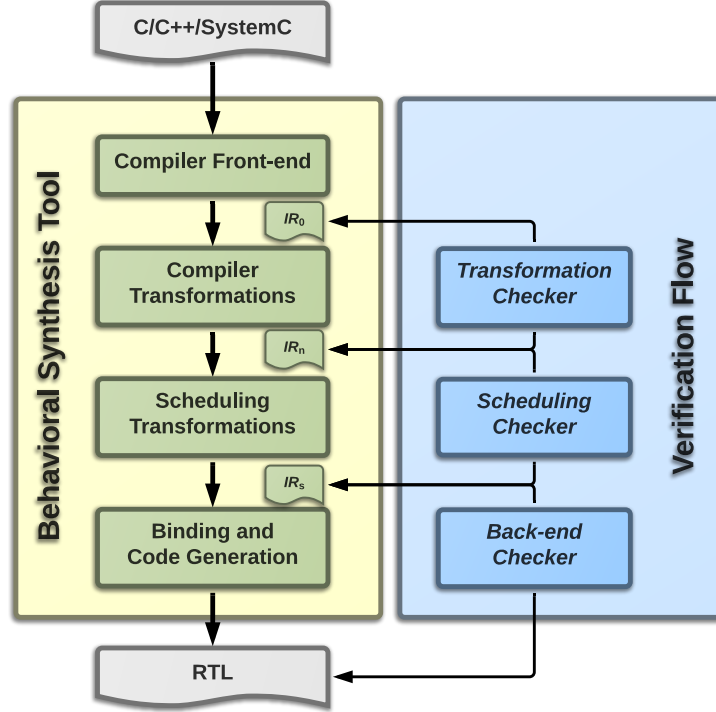 C/C++/SystemC
Behavioral Synthesis Tool
Compiler Front-end
IR₀
Compiler
Transformations
IRₙ
Scheduling
Transformations
IRₛ
Binding and
Code Generation
RTL
Transformation
Checker
Scheduling
Checker
Back-end
Checker
Verification Flow